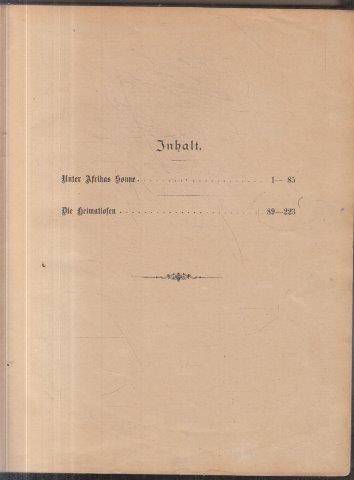 Inhalt.
Unter Afrikas Sonne . . . . . . . . . . . . . . . 1— 85
Die Heimatlosen . . . . . . . . . . . . . . . . . 89—223